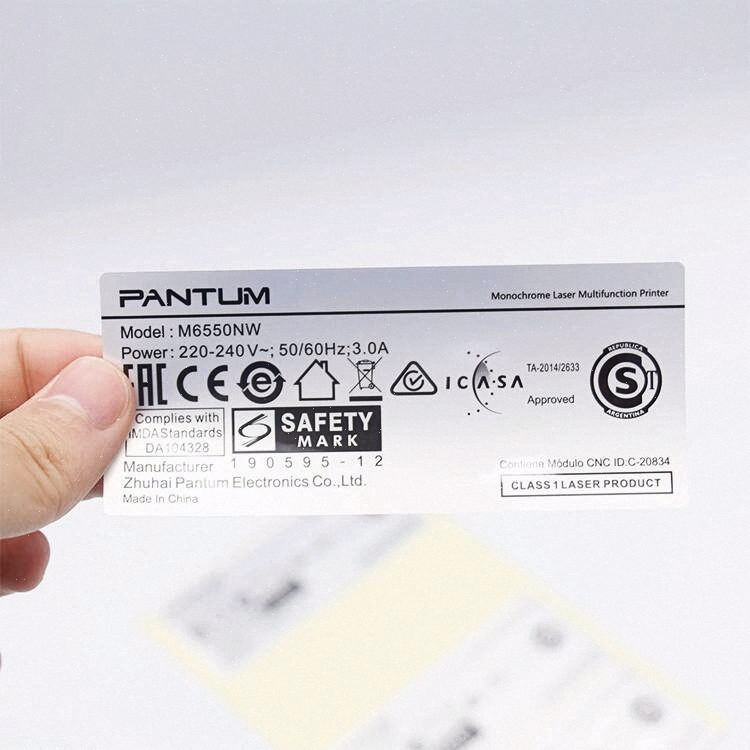 PANTUM
Monochrome Laser Multifunction Printer
Model : M6550NW
Power: 220-240V~; 50/60Hz;3.0A
EAC CE e ICASA
TA-2014/2633
Approved
REPUBLICA
S T
ARGENTINA
Complies with
IMDAStandards
DA104328
SAFETY
MARK
190595-12
Manufacturer
Zhuhai Pantum Electronics Co.,Ltd.
Made In China
Contiene Módulo CNC ID:C-20834
CLASS 1 LASER PRODUCT